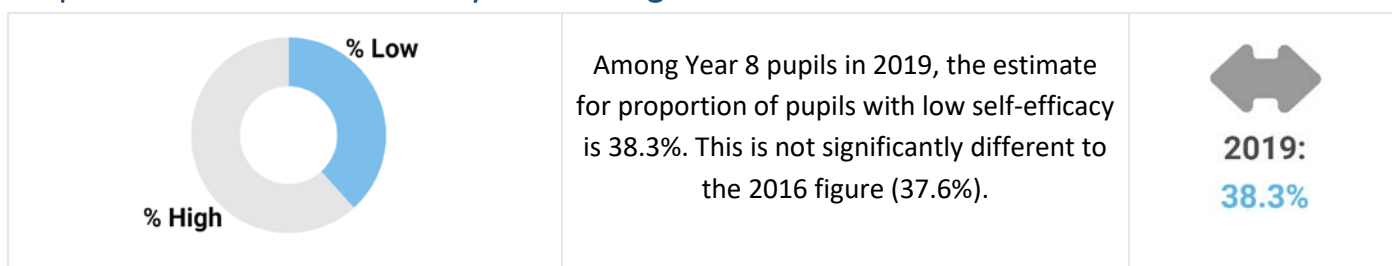 % Low
% High
Among Year 8 pupils in 2019, the estimate
for proportion of pupils with low self-efficacy
is 38.3%. This is not significantly different to
the 2016 figure (37.6%).
2019:
38.3%